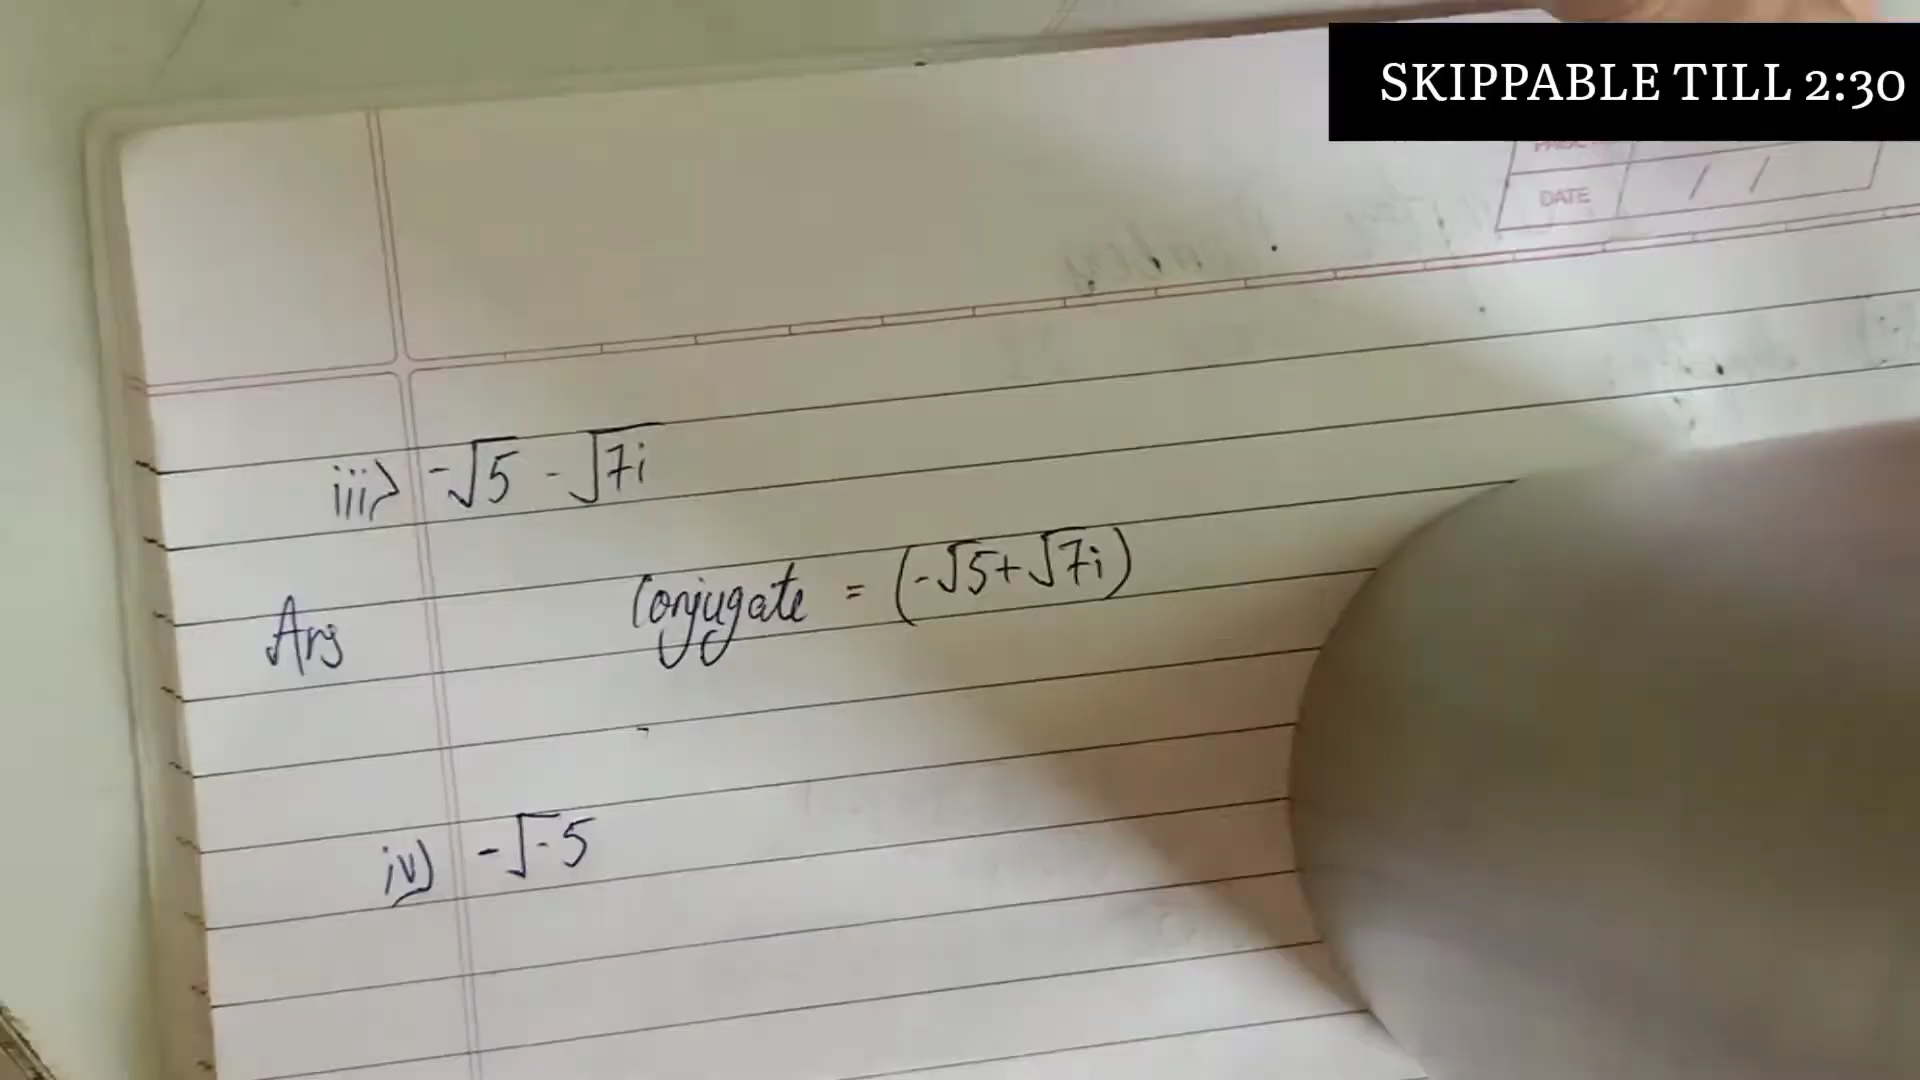 SKIPPABLE TILL 2:30
DATE / /
iii) -√5 - √7i
Ans Conjugate = (-√5+√7i)
iv) -√-5